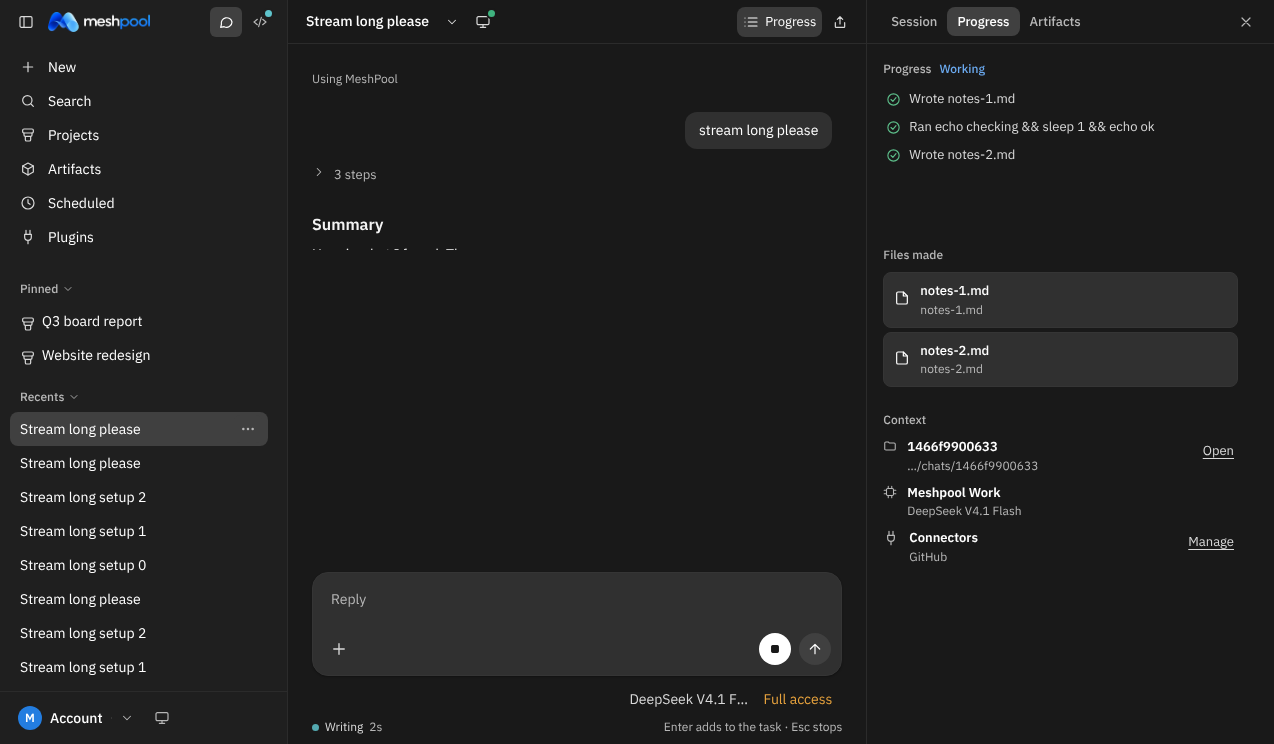 meshpool
New
Search
Projects
Artifacts
Scheduled
Plugins
Pinned
Q3 board report
Website redesign
Recents
Stream long please
Stream long please
Stream long setup 2
Stream long setup 1
Stream long setup 0
Stream long please
Stream long setup 2
Stream long setup 1
M Account
Stream long please
Progress
Using MeshPool
stream long please
3 steps
Summary
Reply
DeepSeek V4.1 F... Full access
Writing 2s
Enter adds to the task · Esc stops
Session Progress Artifacts
Progress Working
Wrote notes-1.md
Ran echo checking && sleep 1 && echo ok
Wrote notes-2.md
Files made
notes-1.md
notes-1.md
notes-2.md
notes-2.md
Context
1466f9900633
.../chats/1466f9900633
Open
Meshpool Work
DeepSeek V4.1 Flash
Connectors
GitHub
Manage